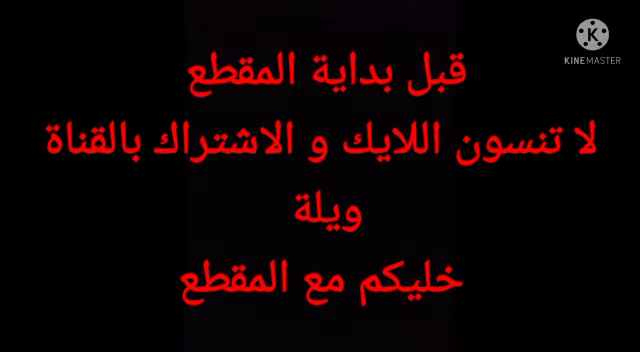 قبل بداية المقطع
لا تنسون اللايك و الاشتراك بالقناة
ويلة
خليكم مع المقطع
K
KINEMASTER